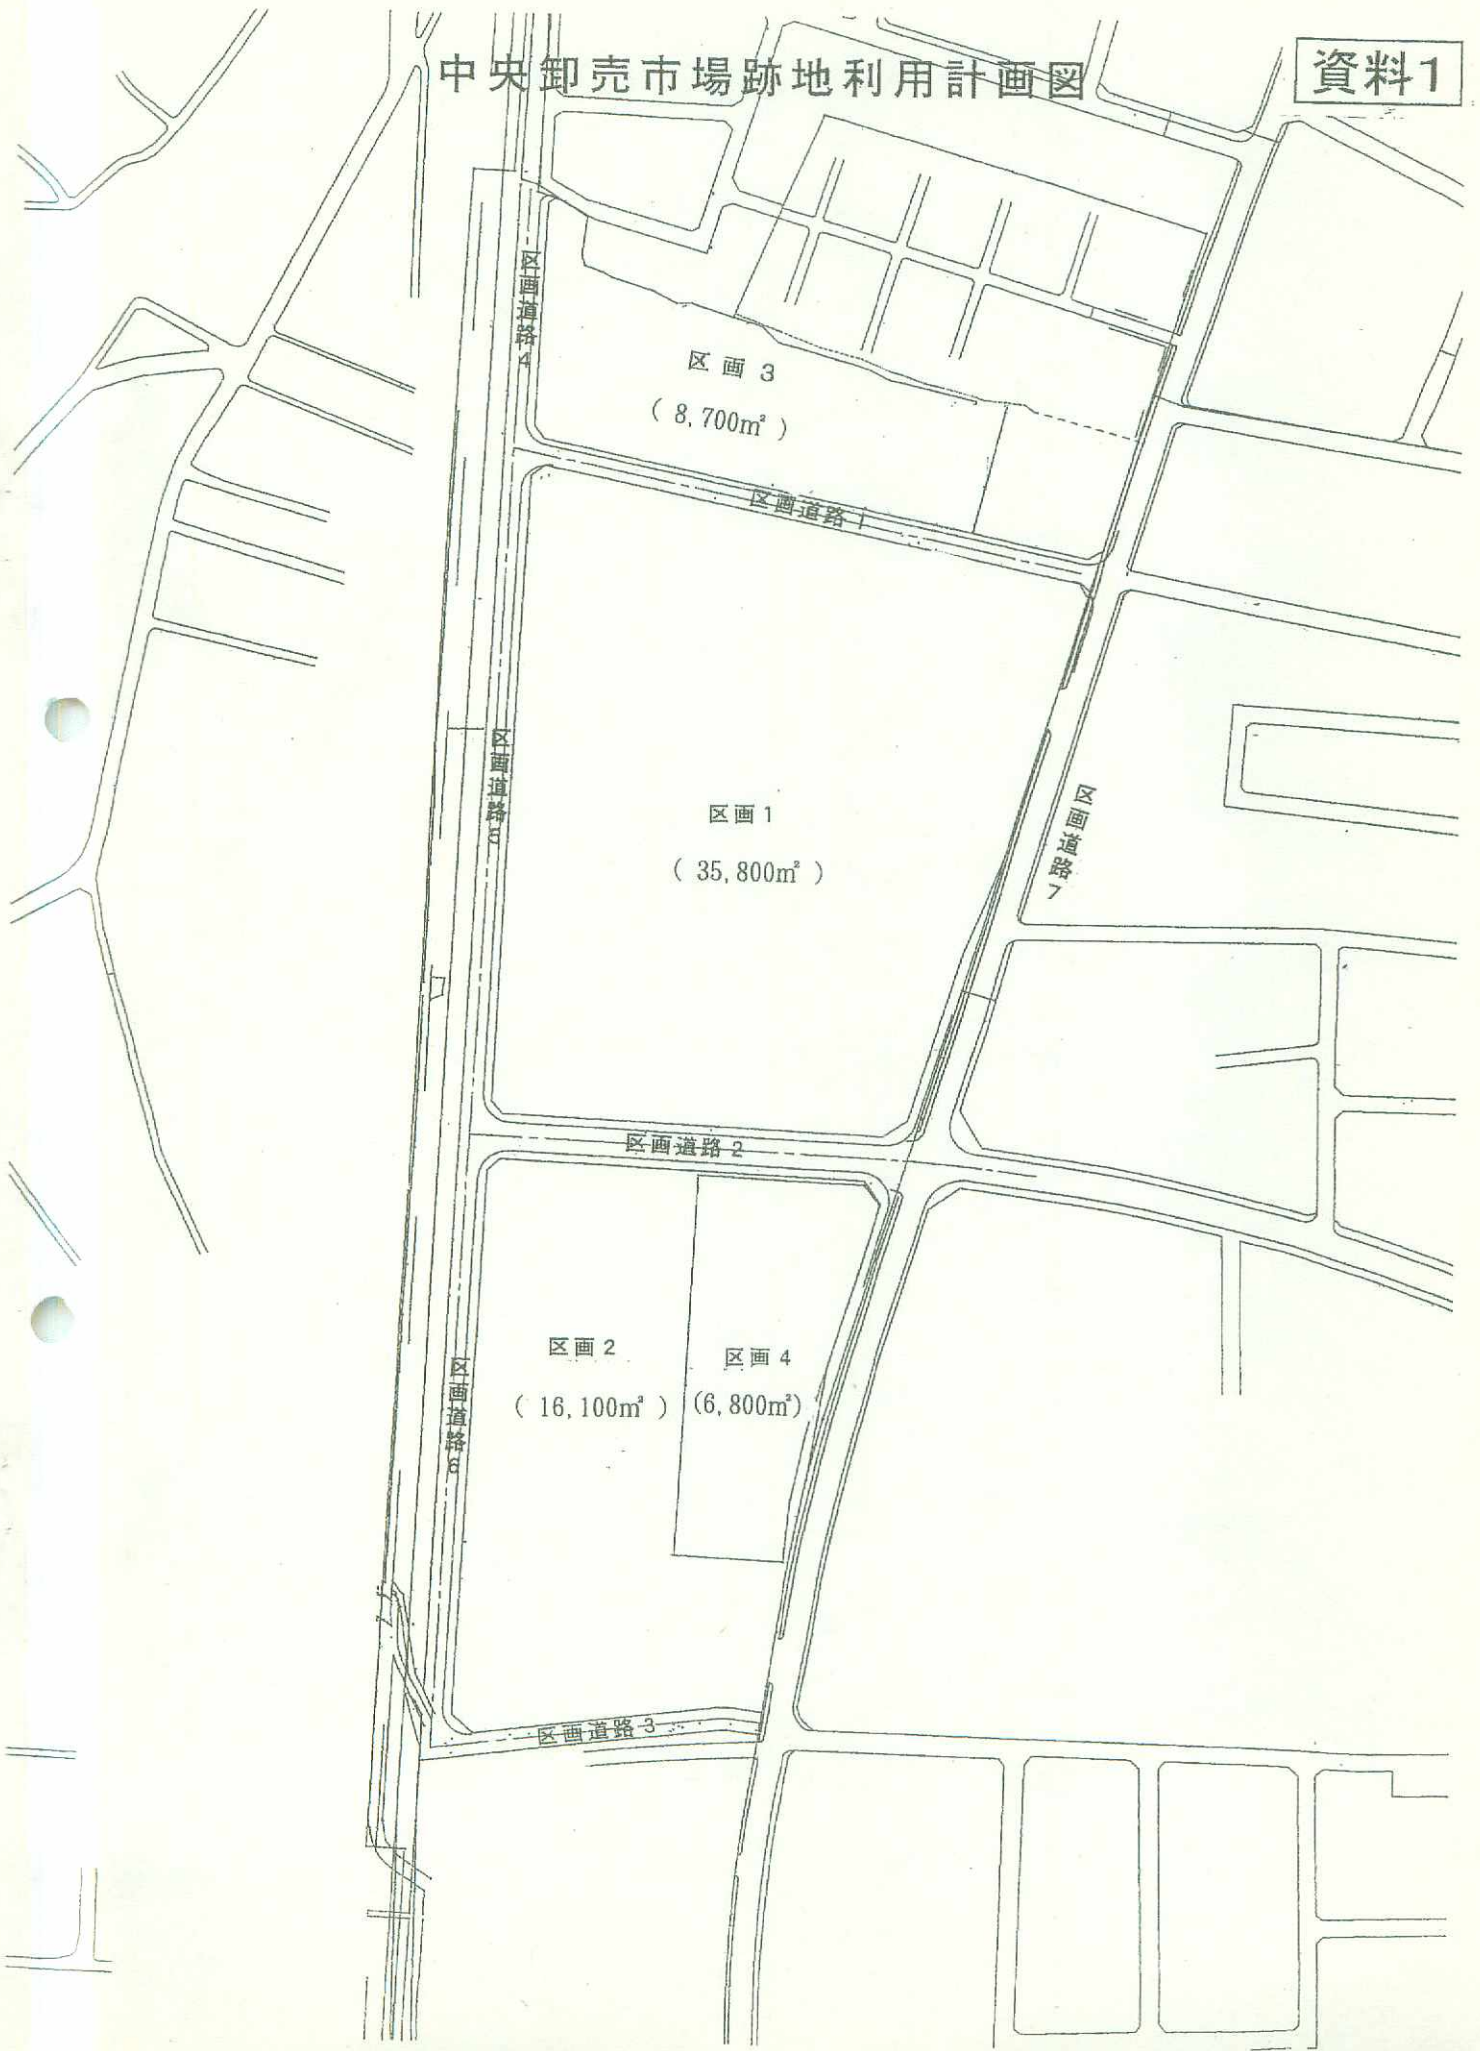 中央卸売市場跡地利用計画図
資料1
区画道路4
区画 3
( 8,700㎡ )
区画道路1
区画道路5
区画1
( 35,800㎡ )
区画道路7
区画道路2
区画2
( 16,100㎡ )
区画4
(6,800㎡)
区画道路6
区画道路3